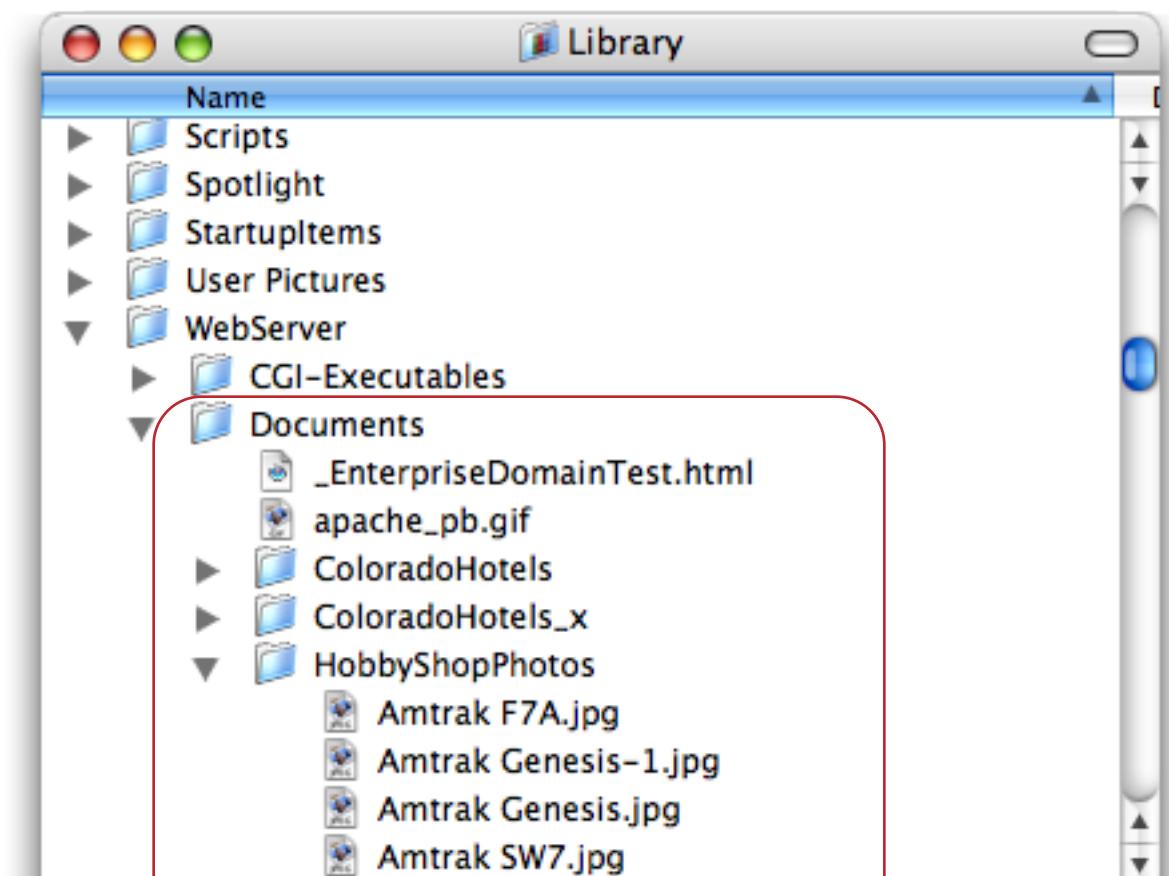 Library
Name
Scripts
Spotlight
StartupItems
User Pictures
WebServer
CGI-Executables
Documents
_EnterpriseDomainTest.html
apache_pb.gif
ColoradoHotels
ColoradoHotels_x
HobbyShopPhotos
Amtrak F7A.jpg
Amtrak Genesis-1.jpg
Amtrak Genesis.jpg
Amtrak SW7.jpg